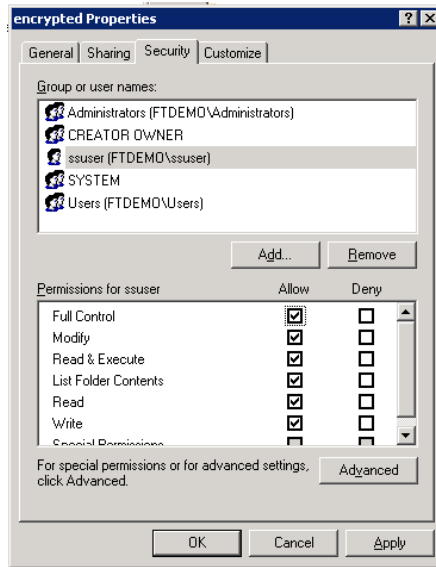 encrypted Properties
General Sharing Security Customize
Group or user names:
Administrators (FTDEMO\Administrators)
CREATOR OWNER
ssuser (FTDEMO\ssuser)
SYSTEM
Users (FTDEMO\Users)
Add... Remove
Permissions for ssuser Allow Deny
Full Control
Modify
Read & Execute
List Folder Contents
Read
Write
Special Permissions
For special permissions or for advanced settings, Advanced
click Advanced.
OK Cancel Apply